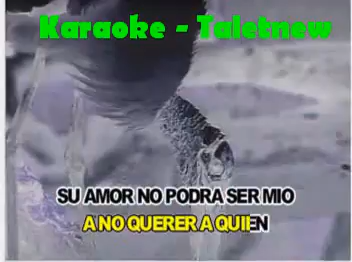 Karaoke - Taletnew
SU AMOR NO PODRA SER MIO
A NO QUERER A QUIEN